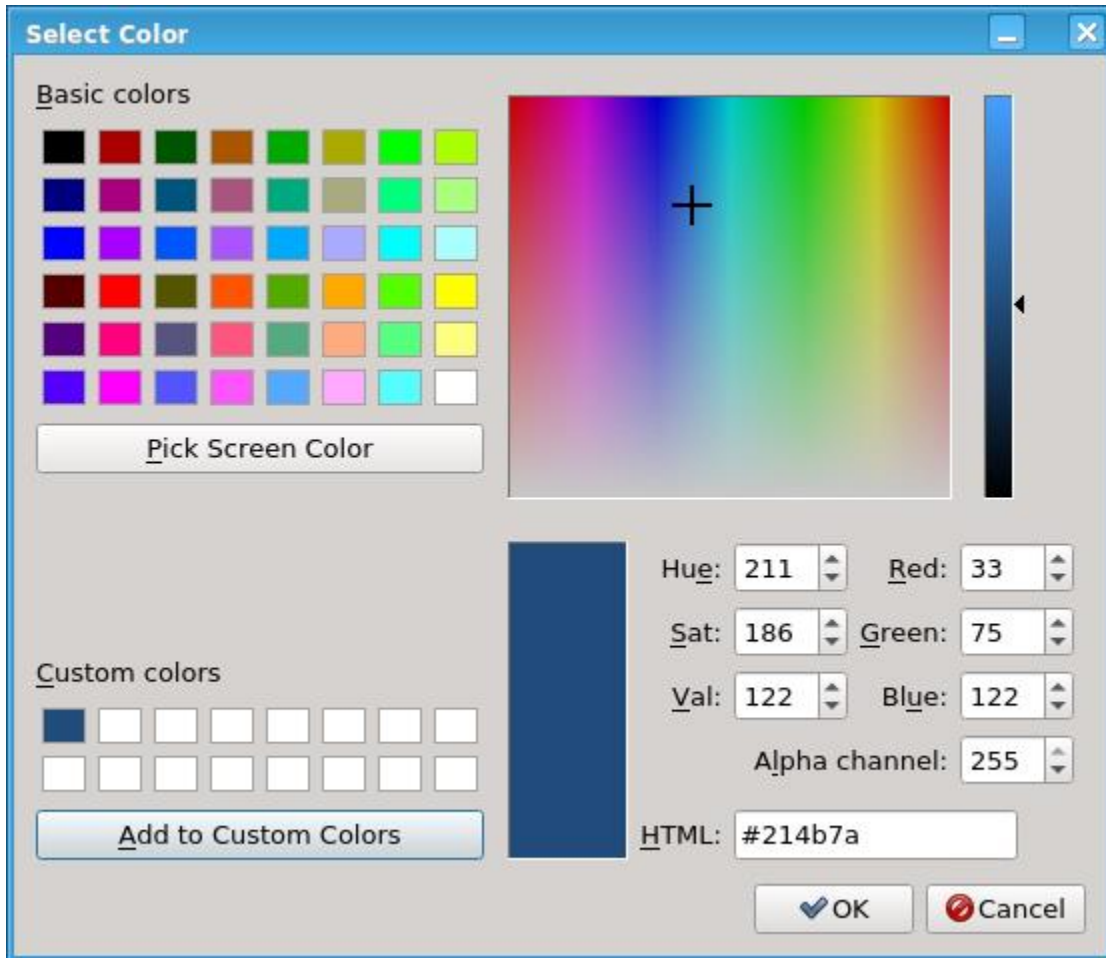 Select Color
Basic colors
Pick Screen Color
Hue: 211 Red: 33
Sat: 186 Green: 75
Custom colors
Val: 122 Blue: 122
Alpha channel: 255
Add to Custom Colors
HTML: #214b7a
OK Cancel